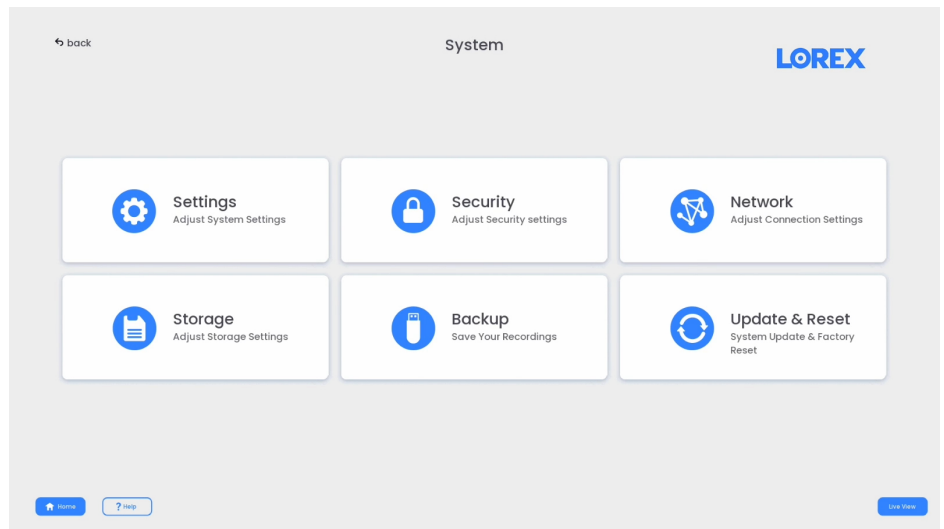 back
System
LOREX
Settings
Adjust System Settings
Security
Adjust Security settings
Network
Adjust Connection Settings
Storage
Adjust Storage Settings
Backup
Save Your Recordings
Update & Reset
System Update & Factory
Reset
Home
? Help
Live View